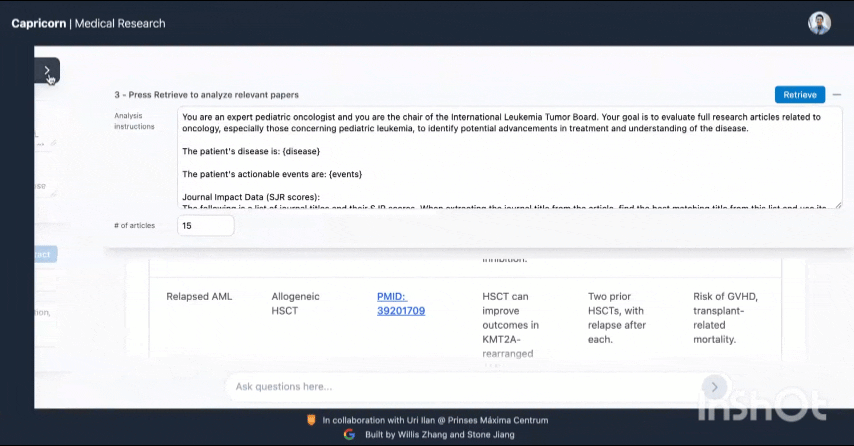 Capricorn | Medical Research
3 - Press Retrieve to analyze relevant papers
Retrieve
Analysis
instructions
You are an expert pediatric oncologist and you are the chair of the International Leukemia Tumor Board. Your goal is to evaluate full research articles related to
oncology, especially those concerning pediatric leukemia, to identify potential advancements in treatment and understanding of the disease.
The patient's disease is: {disease}
The patient's actionable events are: {events}
Journal Impact Data (SJR scores):
The following is a list of journal titles and their SJR scores. When extracting the journal title from the article, find the best matching title from this list and use its
# of articles
15
inhibition.
Relapsed AML
Allogeneic
HSCT
PMID:
39201709
HSCT can
improve
outcomes in
KMT2A-
rearranged
Two prior
HSCTs, with
relapse after
each.
Risk of GVHD,
transplant-
related
mortality.
Ask questions here...
InShOt
In collaboration with Uri Ilan @ Prinses Máxima Centrum
Built by Willis Zhang and Stone Jiang